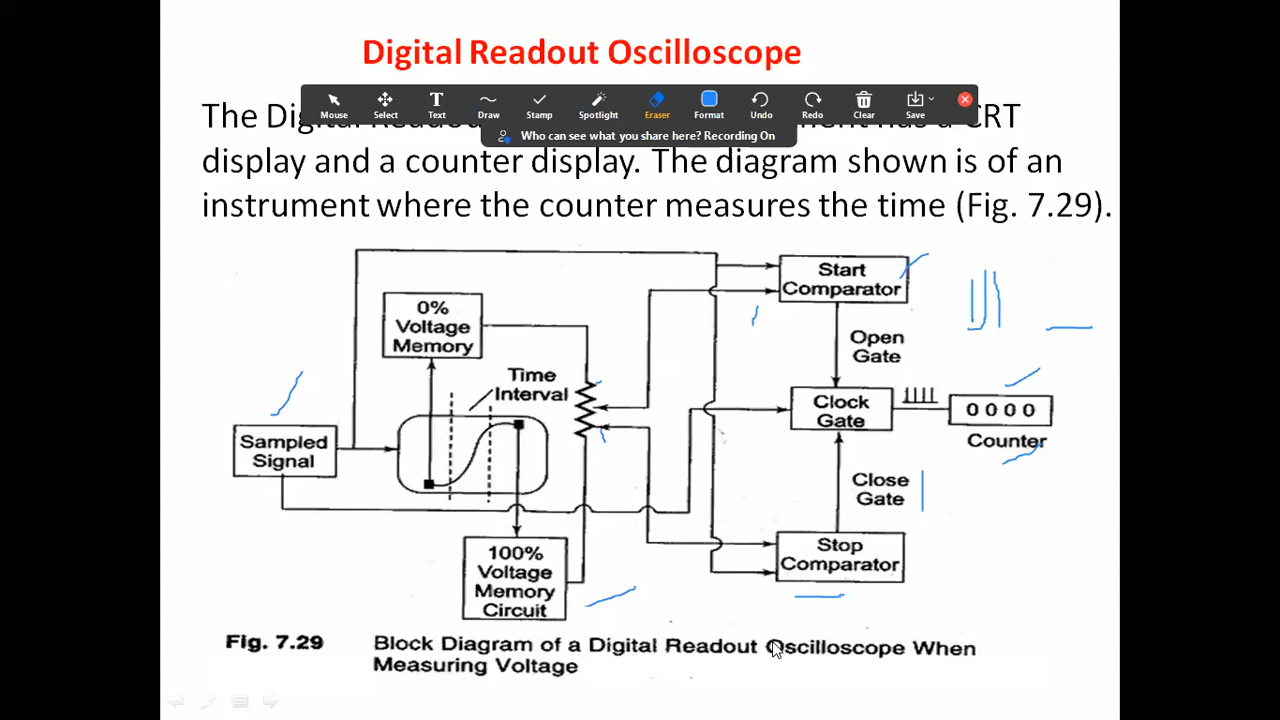 Digital Readout Oscilloscope
Mouse Select Text Draw Stamp Spotlight Eraser Format Undo Redo Clear Save
Who can see what you share here? Recording On
The has a CRT
display and a counter display. The diagram shown is of an
instrument where the counter measures the time (Fig. 7.29).
Start
Comparator
0%
Voltage
Memory
Open
Gate
Time
Interval
Clock
Gate
0 0 0 0
Counter
Sampled
Signal
Close
Gate
100%
Voltage
Memory
Circuit
Stop
Comparator
Fig. 7.29 Block Diagram of a Digital Readout Oscilloscope When
Measuring Voltage